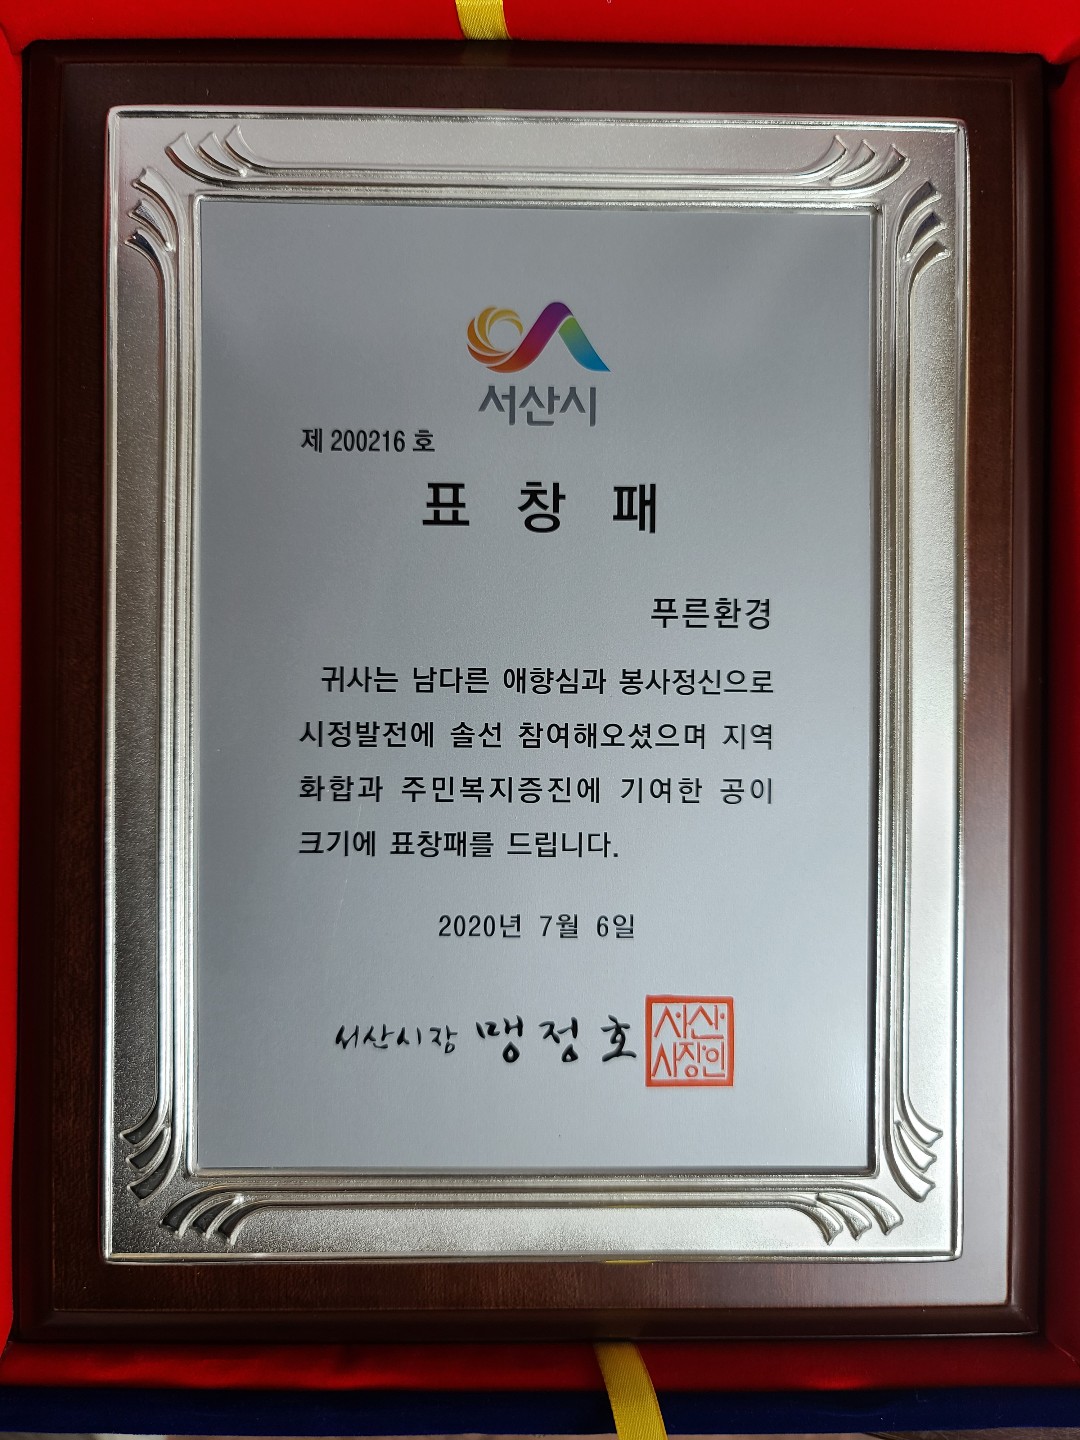 서산시
제 200216 호
표 창 패
푸른환경
귀사는 남다른 애향심과 봉사정신으로
시정발전에 솔선 참여해오셨으며 지역
화합과 주민복지증진에 기여한 공이
크기에 표창패를 드립니다.
2020년 7월 6일
서산시장 맹정호
서산
시장인